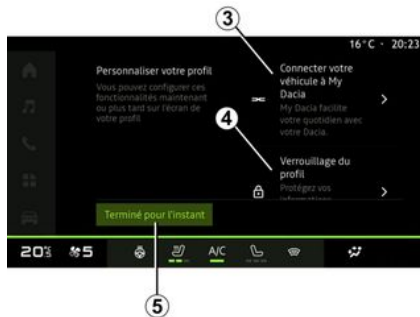 3
16°C · 20:23
Personnaliser votre profil
Vous pouvez configurer ces
fonctionnalités maintenant
ou plus tard sur l'écran de
votre profil
Connecter votre
véhicule à My
Dacia
My Dacia facilite
votre quotidien avec
votre Dacia.
4
Verrouillage du
profil
Protégez vos
informations
Terminé pour l'instant
20
5
A/C
5